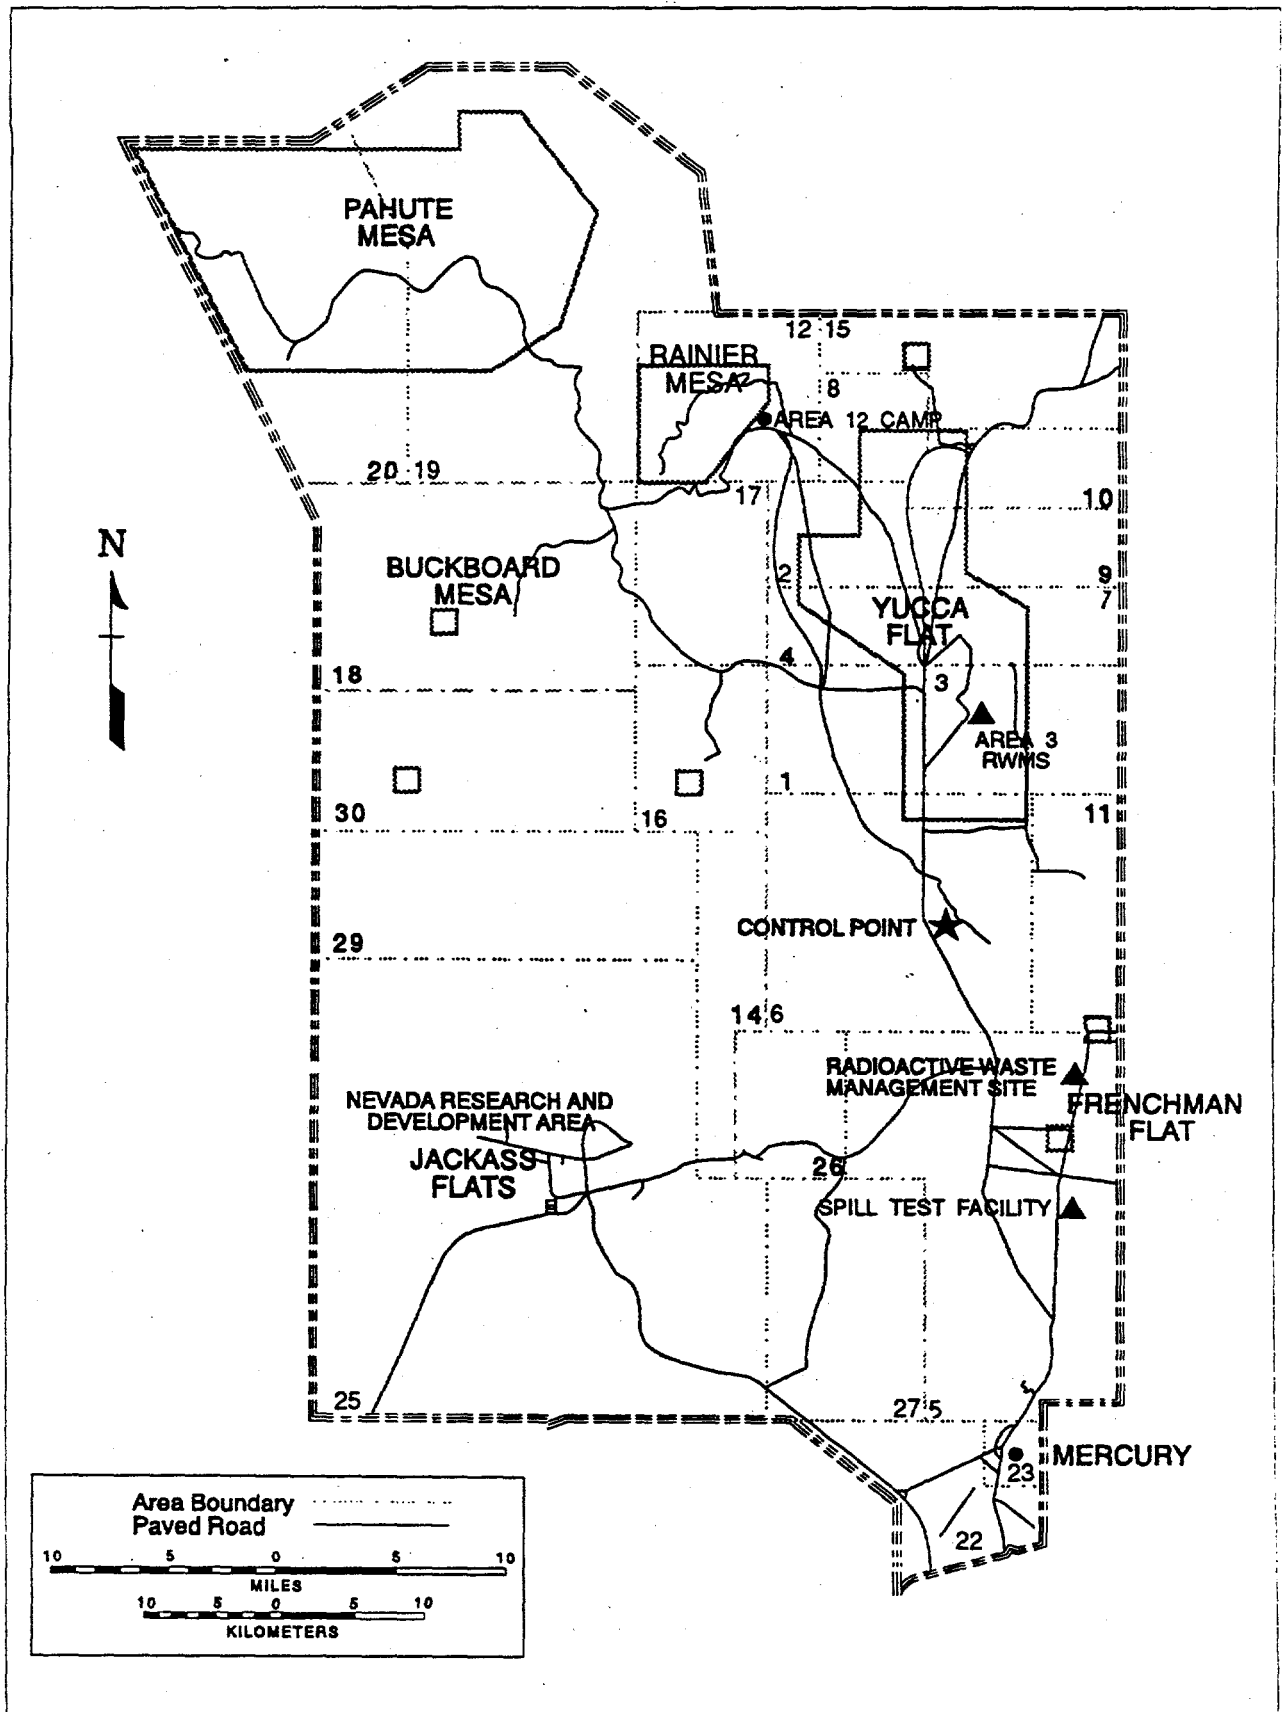 PAHUTE
MESA
12 15
RAINIER
MESA
8
AREA 12 CAMP
20 19
17
10
N
BUCKBOARD
MESA
2
9
7
YUCCA
FLAT
4
18
3
AREA 3
RWMS
1
30
16
11
CONTROL POINT
29
14 6
RADIOACTIVE WASTE
MANAGEMENT SITE
NEVADA RESEARCH AND
DEVELOPMENT AREA
FRENCHMAN
FLAT
JACKASS
FLATS
26
SPILL TEST FACILITY
25
27 5
MERCURY
23
22
Area Boundary
Paved Road
10 5 0 5 10
MILES
10 5 0 5 10
KILOMETERS